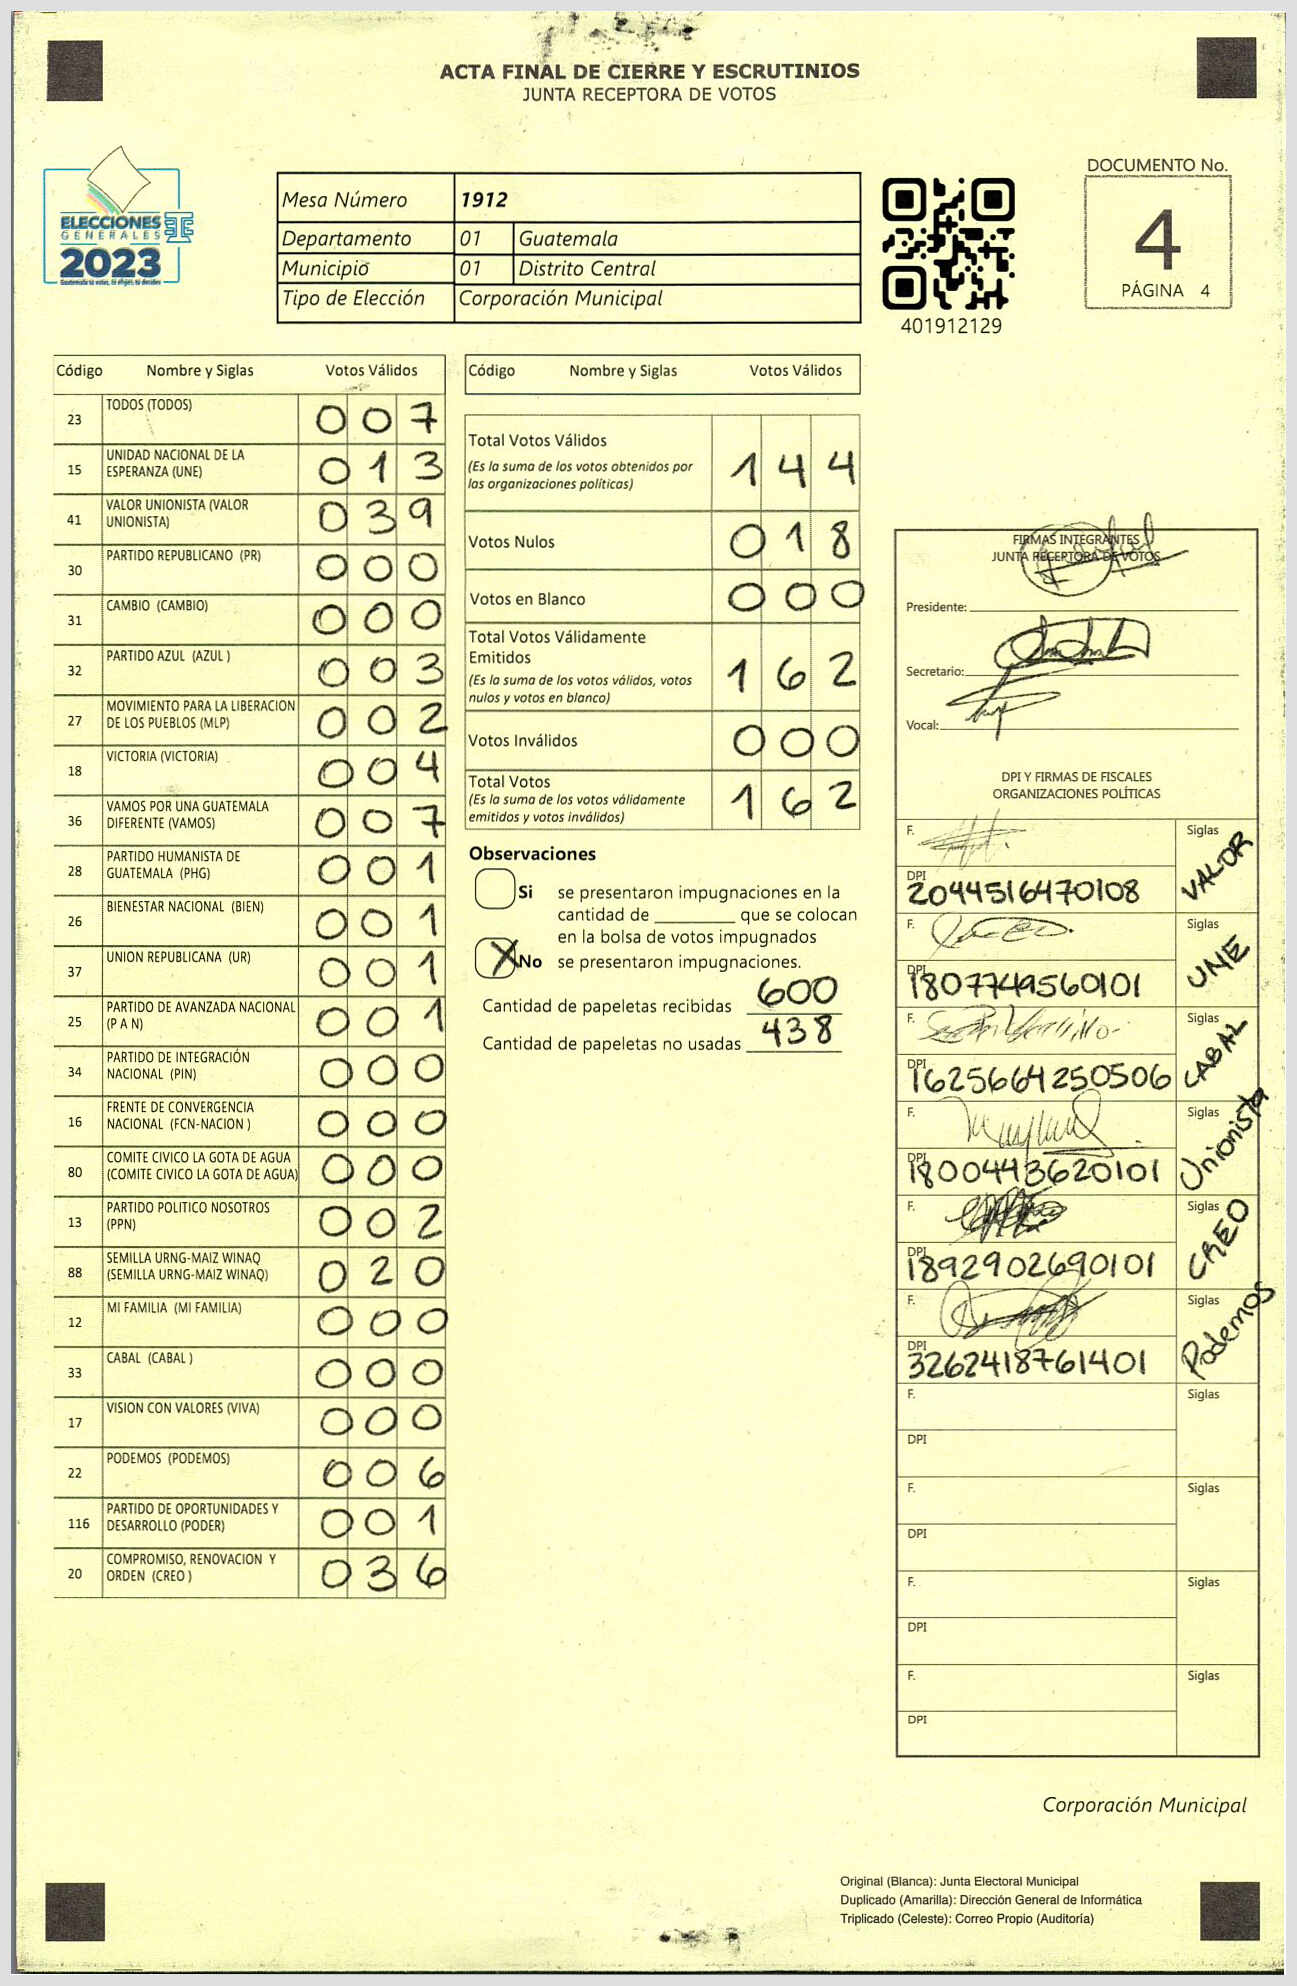 ACTA FINAL DE CIERRE Y ESCRUTINIOS
JUNTA RECEPTORA DE VOTOS
ELECCIONES
GENERALES
2023
Guatemala tú votas, tú eliges, tú decides
Mesa Número 1912
Departamento 01 Guatemala
Municipio 01 Distrito Central
Tipo de Elección Corporación Municipal
401912129
DOCUMENTO No.
4
PÁGINA 4
Código Nombre y Siglas Votos Válidos
23 TODOS (TODOS) 0 0 7
15 UNIDAD NACIONAL DE LA
ESPERANZA (UNE) 0 1 3
41 VALOR UNIONISTA (VALOR
UNIONISTA) 0 3 9
30 PARTIDO REPUBLICANO (PR) 0 0 0
31 CAMBIO (CAMBIO) 0 0 0
32 PARTIDO AZUL (AZUL ) 0 0 3
27 MOVIMIENTO PARA LA LIBERACION
DE LOS PUEBLOS (MLP) 0 0 2
18 VICTORIA (VICTORIA) 0 0 4
36 VAMOS POR UNA GUATEMALA
DIFERENTE (VAMOS) 0 0 7
28 PARTIDO HUMANISTA DE
GUATEMALA (PHG) 0 0 1
26 BIENESTAR NACIONAL (BIEN) 0 0 1
37 UNION REPUBLICANA (UR) 0 0 1
25 PARTIDO DE AVANZADA NACIONAL
(P A N) 0 0 1
34 PARTIDO DE INTEGRACIÓN
NACIONAL (PIN) 0 0 0
16 FRENTE DE CONVERGENCIA
NACIONAL (FCN-NACION ) 0 0 0
80 COMITE CIVICO LA GOTA DE AGUA
(COMITE CIVICO LA GOTA DE AGUA) 0 0 0
13 PARTIDO POLITICO NOSOTROS
(PPN) 0 0 2
88 SEMILLA URNG-MAIZ WINAQ
(SEMILLA URNG-MAIZ WINAQ) 0 2 0
12 MI FAMILIA (MI FAMILIA) 0 0 0
33 CABAL (CABAL ) 0 0 0
17 VISION CON VALORES (VIVA) 0 0 0
22 PODEMOS (PODEMOS) 0 0 6
116 PARTIDO DE OPORTUNIDADES Y
DESARROLLO (PODER) 0 0 1
20 COMPROMISO, RENOVACION Y
ORDEN (CREO ) 0 3 6
Código Nombre y Siglas Votos Válidos
Total Votos Válidos 1 4 4
(Es la suma de los votos obtenidos por
las organizaciones políticas)
Votos Nulos 0 1 8
Votos en Blanco 0 0 0
Total Votos Válidamente
Emitidos 1 6 2
(Es la suma de los votos válidos, votos
nulos y votos en blanco)
Votos Inválidos 0 0 0
Total Votos 1 6 2
(Es la suma de los votos válidamente
emitidos y votos inválidos)
Observaciones
Si se presentaron impugnaciones en la
cantidad de ________ que se colocan
en la bolsa de votos impugnados
X No se presentaron impugnaciones.
Cantidad de papeletas recibidas 600
Cantidad de papeletas no usadas 438
FIRMAS INTEGRANTES
JUNTA RECEPTORA DE VOTOS
Presidente:
Secretario:
Vocal:
DPI Y FIRMAS DE FISCALES
ORGANIZACIONES POLÍTICAS
F. Siglas VALOR
DPI 2044516470108
F. Siglas UNE
DPI 1807749560101
F. Siglas CABAL
DPI 1625664250506
F. Siglas Unionista
DPI 1800443620101
F. Siglas CREO
DPI 1892902690101
F. Siglas Podemos
DPI 3262418761401
F. Siglas
DPI
F. Siglas
DPI
F. Siglas
DPI
F. Siglas
DPI
Corporación Municipal
Original (Blanca): Junta Electoral Municipal
Duplicado (Amarilla): Dirección General de Informática
Triplicado (Celeste): Correo Propio (Auditoría)